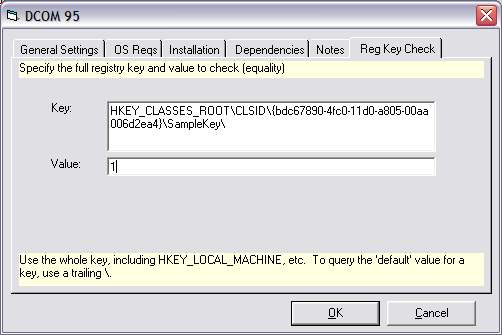 DCOM 95
General Settings OS Reqs Installation Dependencies Notes Reg Key Check
Specify the full registry key and value to check (equality)
Key: HKEY_CLASSES_ROOT\CLSID\{bdc67890-4fc0-11d0-a805-00aa
006d2ea4}\SampleKey\
Value: 1
Use the whole key, including HKEY_LOCAL_MACHINE, etc. To query the 'default' value for a
key, use a trailing \.
OK Cancel